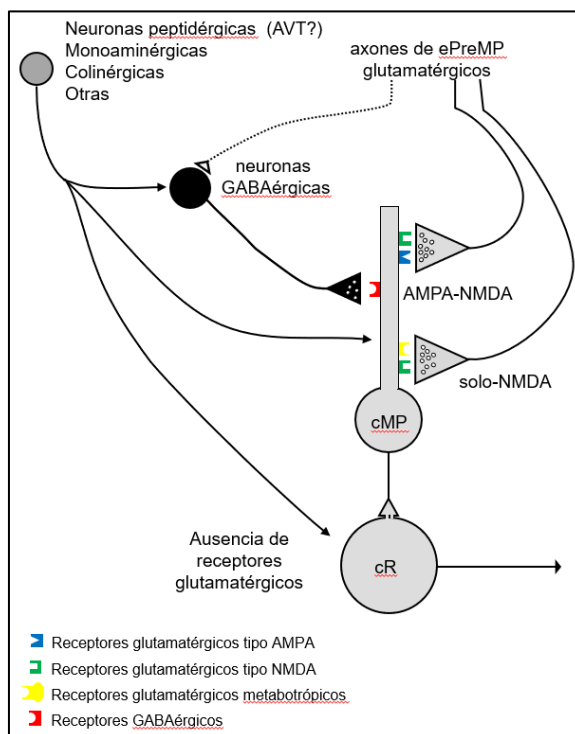 Neuronas peptidérgicas (AVT?)
Monoaminérgicas
Colinérgicas
Otras
axones de ePreMP
glutamatérgicos
neuronas
GABAérgicas
AMPA-NMDA
solo-NMDA
cMP
Ausencia de
receptores
glutamatérgicos
cR
Receptores glutamatérgicos tipo AMPA
Receptores glutamatérgicos tipo NMDA
Receptores glutamatérgicos metabotrópicos
Receptores GABAérgicos